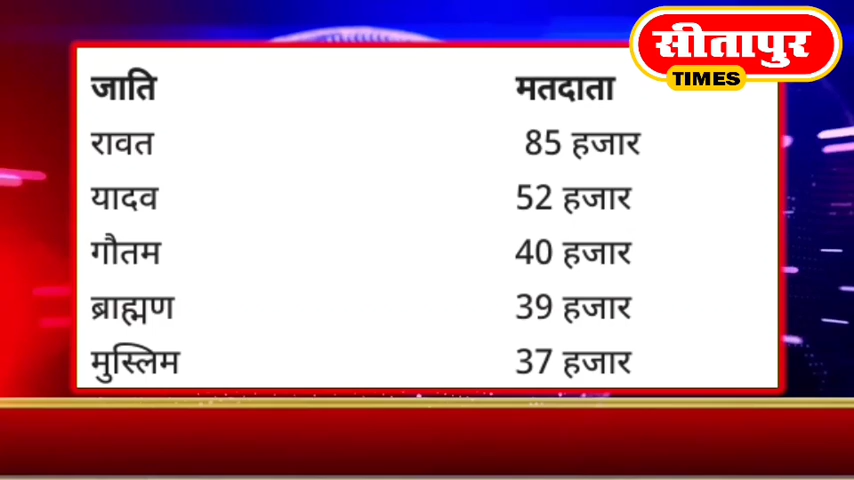 सीतापुर
TIMES
जाति मतदाता
रावत 85 हजार
यादव 52 हजार
गौतम 40 हजार
ब्राह्मण 39 हजार
मुस्लिम 37 हजार